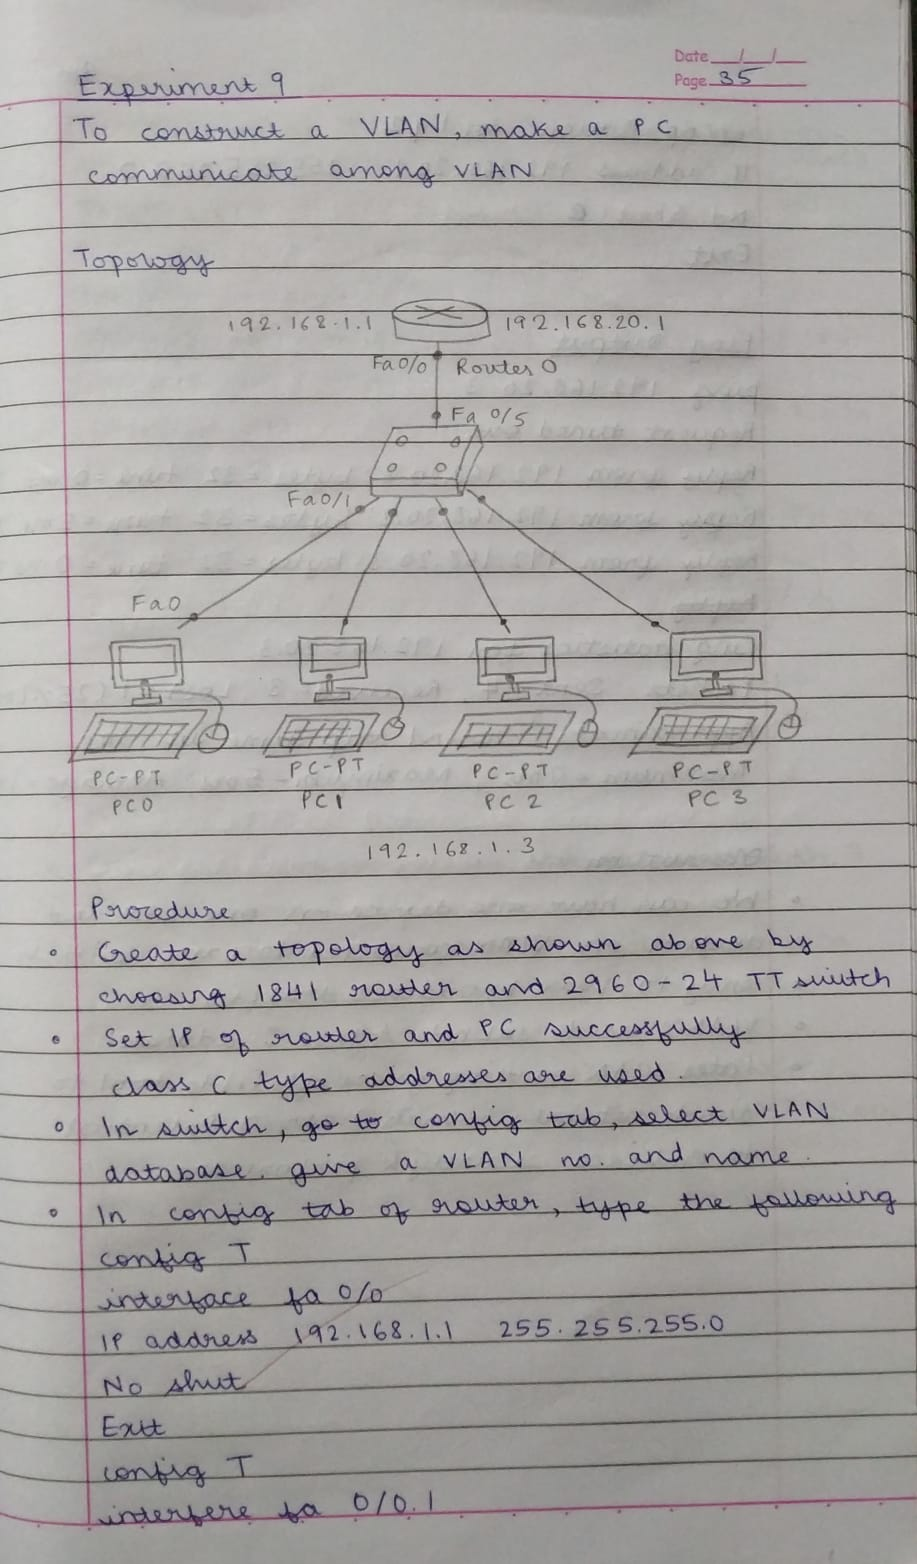 Date __/__/__
Page 35
Experiment 9
To construct a VLAN, make a PC
communicate among VLAN
Topology
192.168.1.1
192.168.20.1
Fa0/0 Router 0
Fa 0/5
Fa0/1
Fa0
PC-PT
PC0
PC-PT
PC1
PC-PT
PC 2
PC-PT
PC 3
192.168.1.3
Procedure
• Create a topology as shown above by
choosing 1841 router and 2960-24 TT switch
• Set IP of router and PC successfully
class C type addresses are used.
• In switch, go to config tab, select VLAN
database. give a VLAN no. and name.
• In config tab of router, type the following
config T
interface fa 0/0
IP address 192.168.1.1 255.255.255.0
No shut
Exit
config T
interfere fa 0/0.1